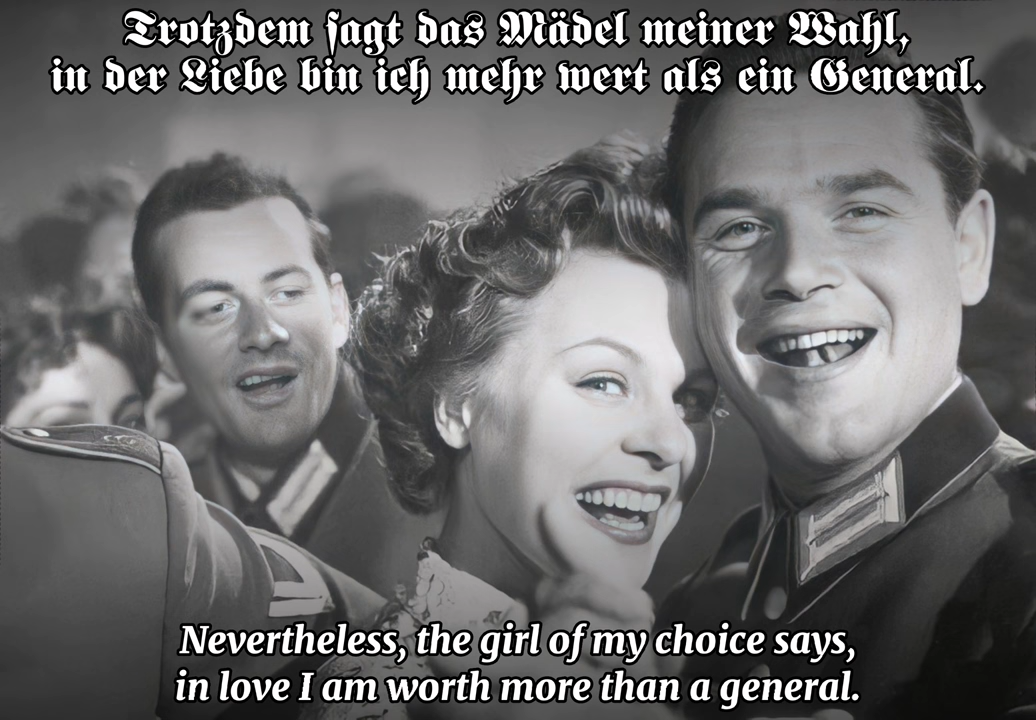 Trotzdem sagt das Mädel meiner Wahl,
in der Liebe bin ich mehr wert als ein General.
Nevertheless, the girl of my choice says,
in love I am worth more than a general.